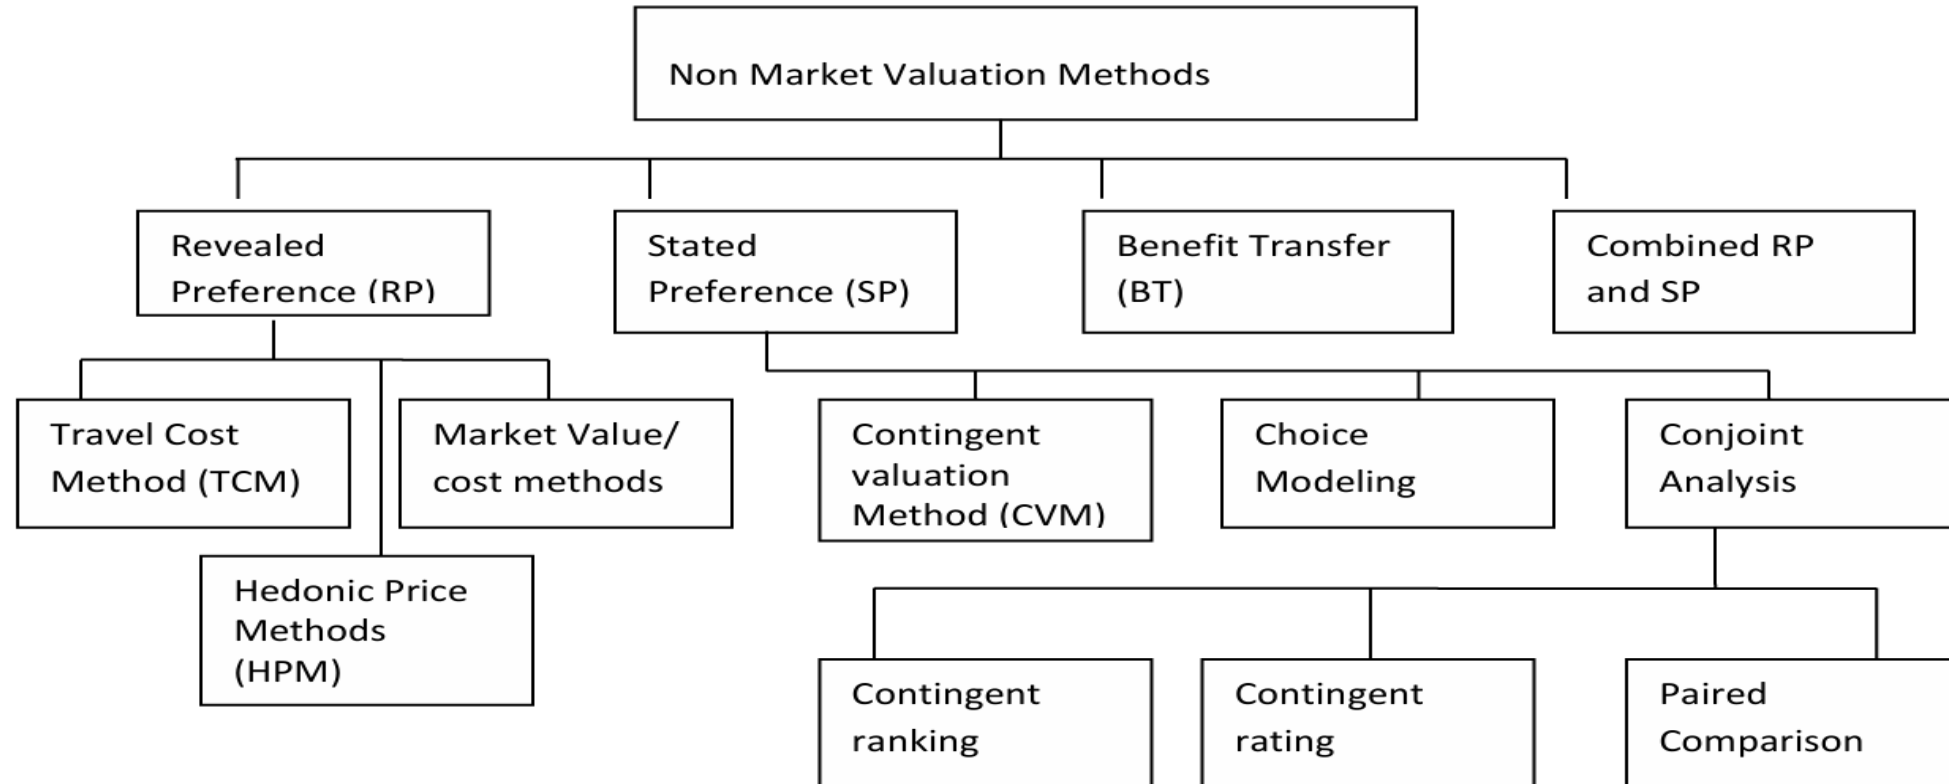 Non Market Valuation Methods
Revealed
Preference (RP)
Stated
Preference (SP)
Benefit Transfer
(BT)
Combined RP
and SP
Travel Cost
Method (TCM)
Market Value/
cost methods
Contingent
valuation
Method (CVM)
Choice
Modeling
Conjoint
Analysis
Hedonic Price
Methods
(HPM)
Contingent
ranking
Contingent
rating
Paired
Comparison